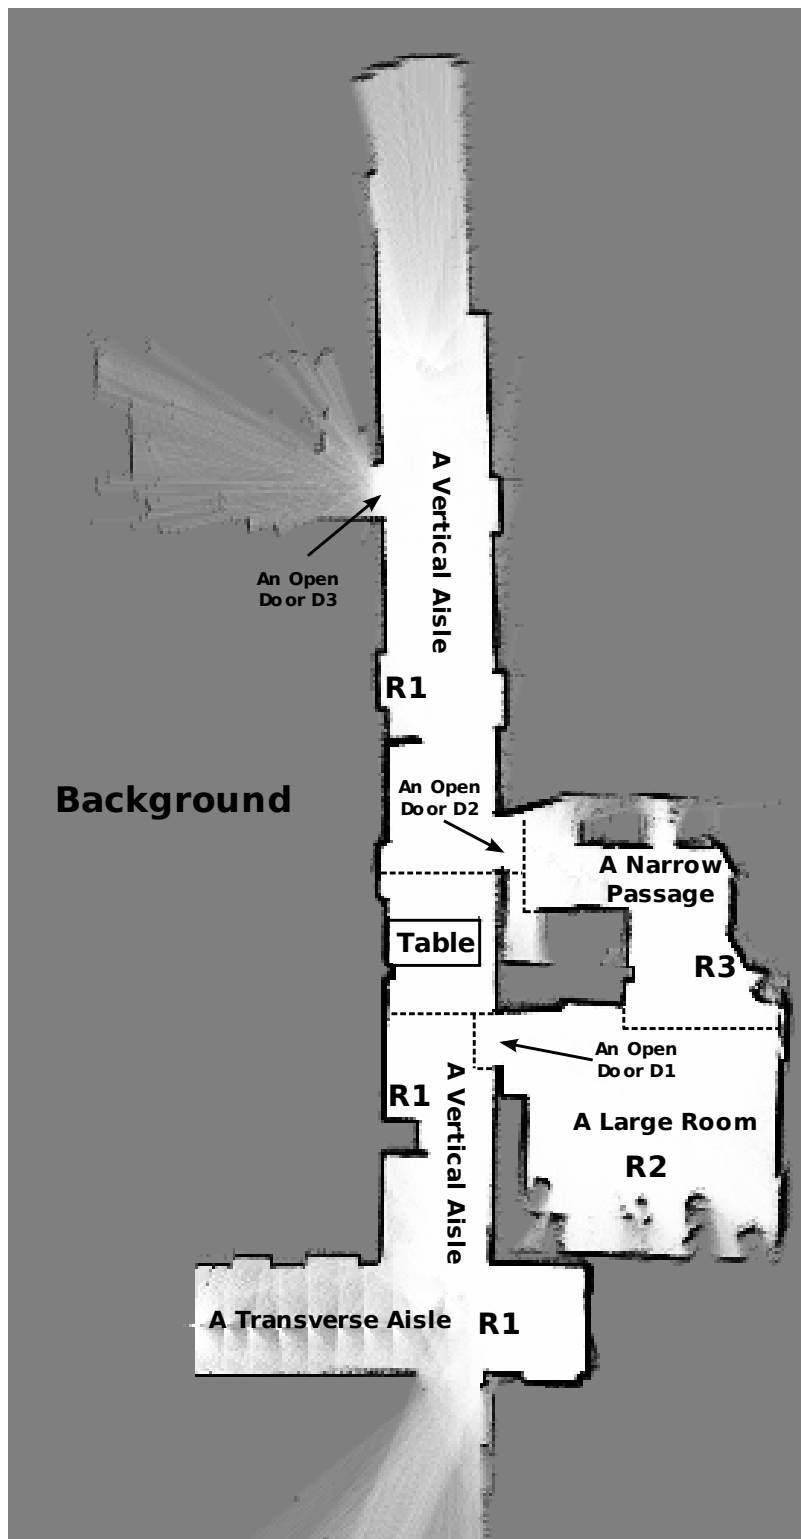 A Vertical Aisle
An Open
Door D3
R1
Background
An Open
Door D2
A Narrow
Passage
Table
R3
An Open
Door D1
A Vertical Aisle
R1
A Large Room
R2
A Transverse Aisle
R1